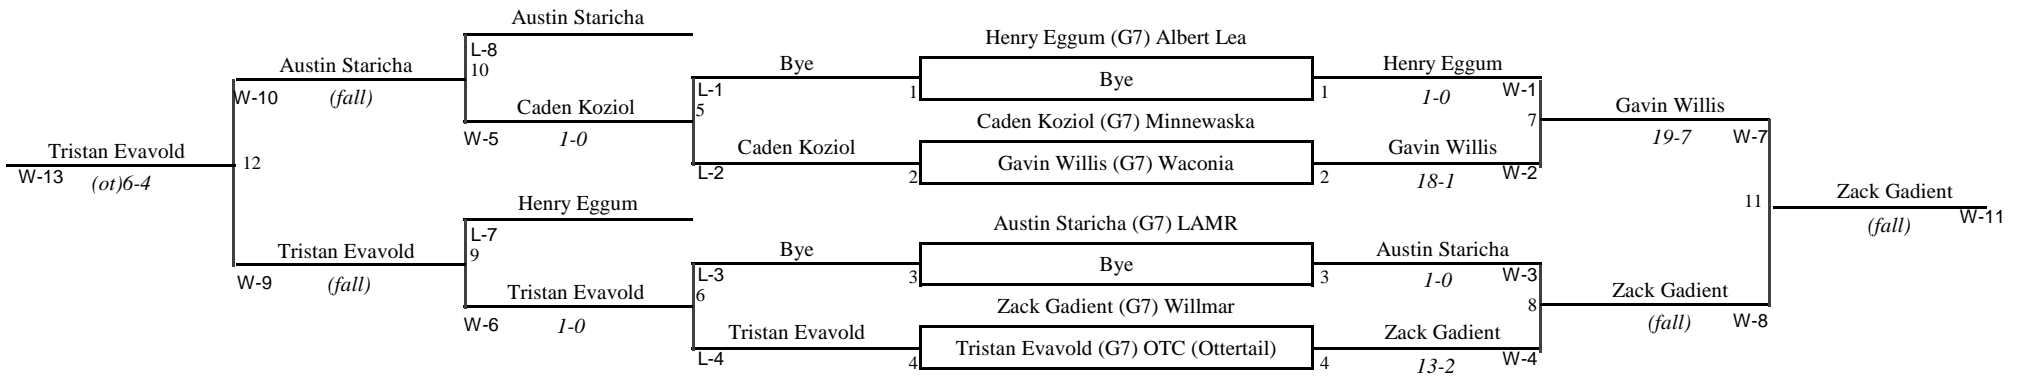 Austin Staricha
L-8
10
Austin Staricha
W-10
(fall)
Caden Koziol
W-5
1-0
Bye
L-1
1
5
Caden Koziol
L-2
2
Tristan Evavold
W-13
(ot)6-4
12
Henry Eggum
L-7
9
Tristan Evavold
W-9
(fall)
Tristan Evavold
W-6
1-0
Bye
L-3
3
6
Tristan Evavold
L-4
4
Henry Eggum (G7) Albert Lea
Bye
Caden Koziol (G7) Minnewaska
Gavin Willis (G7) Waconia
Austin Staricha (G7) LAMR
Bye
Zack Gadient (G7) Willmar
Tristan Evavold (G7) OTC (Ottertail)
Henry Eggum
1
1-0
W-1
7
Gavin Willis
2
18-1
W-2
Gavin Willis
19-7
W-7
Austin Staricha
3
1-0
W-3
8
Zack Gadient
4
13-2
W-4
Zack Gadient
(fall)
W-8
11
Zack Gadient
(fall)
W-11